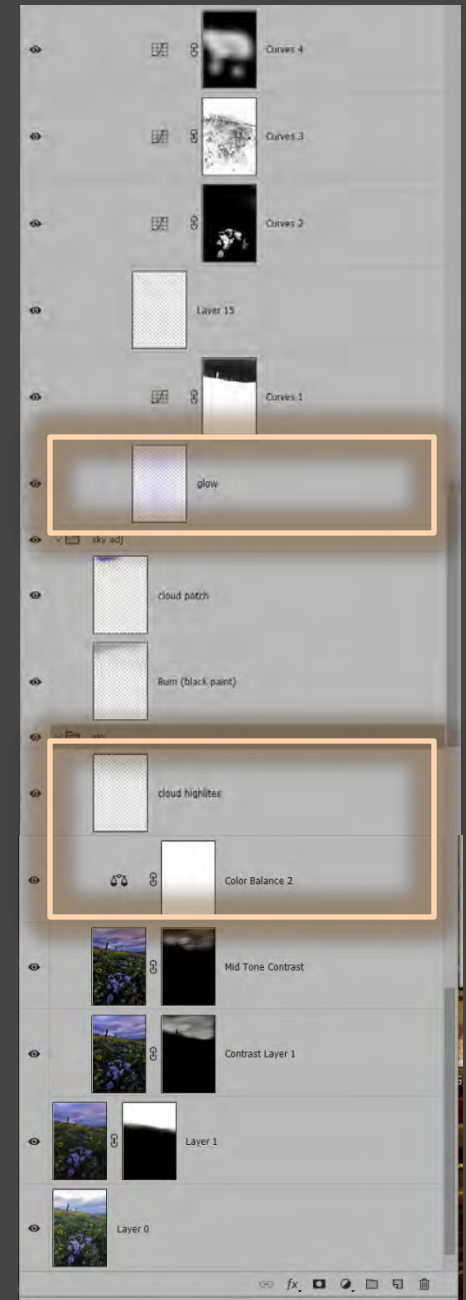 Curves 4
Curves 3
Curves 2
Layer 15
Curves 1
glow
sky adj
cloud patch
Burn (black paint)
cloud highlites
Color Balance 2
Mid Tone Contrast
Contrast Layer 1
Layer 1
Layer 0
fx